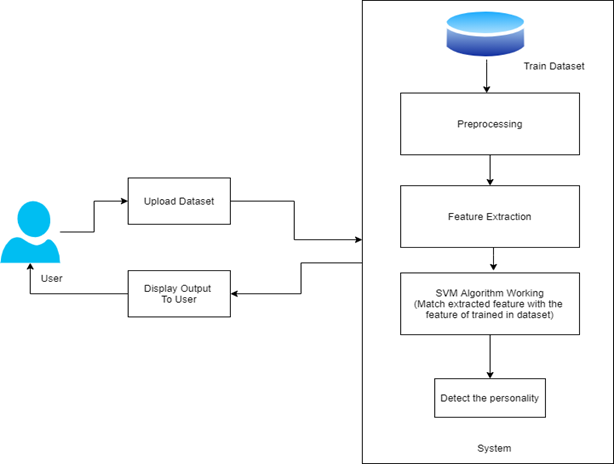 Train Dataset
Preprocessing
Upload Dataset
Feature Extraction
User
Display Output
To User
SVM Algorithm Working
(Match extracted feature with the
feature of trained in dataset)
Detect the personality
System